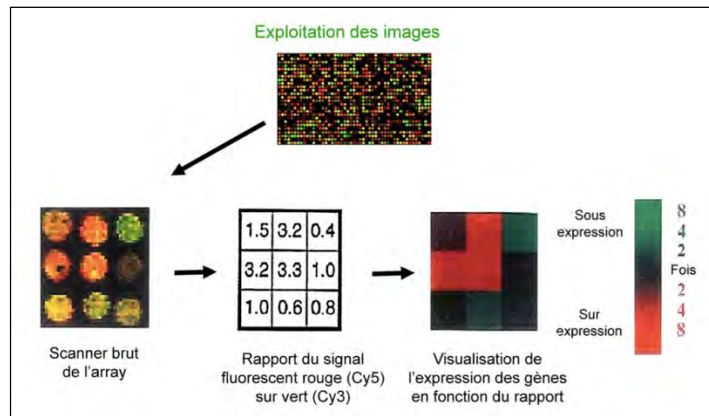 Exploitation des images
1.5 3.2 0.4
3.2 3.3 1.0
1.0 0.6 0.8
Sous
expression
Sur
expression
8
4
2
Fois
2
4
8
Scanner brut
de l'array
Rapport du signal
fluorescent rouge (Cy5)
sur vert (Cy3)
Visualisation de
l'expression des gènes
en fonction du rapport